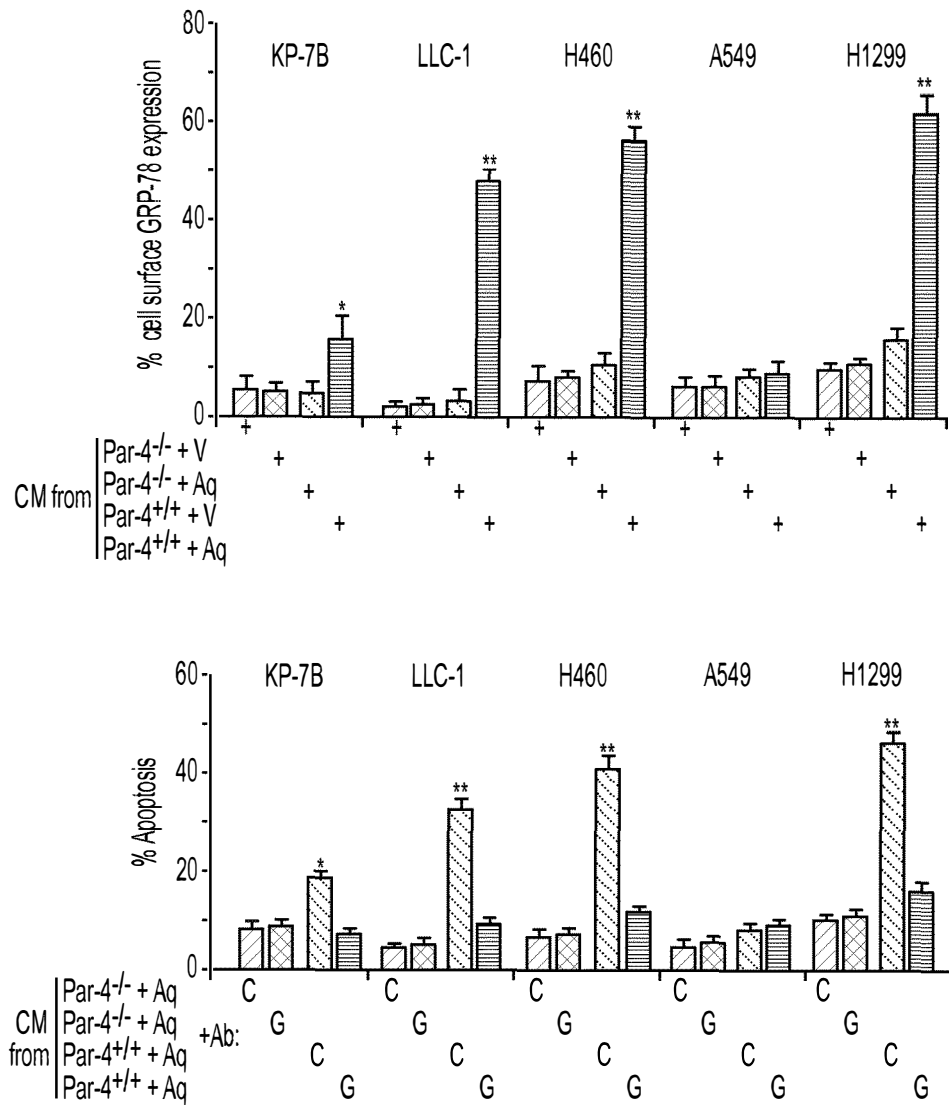 80
KP-7B LLC-1 H460 A549 H1299
**
**
60
**
% cell surface GRP-78 expression
40
*
20
0
+ + + + +
Par-4-/- + V + + + + +
Par-4-/- + Aq + + + + +
CM from
Par-4+/+ + V + + + + +
Par-4+/+ + Aq
60
KP-7B LLC-1 H460 A549 H1299
**
**
**
40
% Apoptosis
*
20
0
Par-4-/- + Aq C C C C C
CM Par-4-/- + Aq G G G G G
+Ab:
from Par-4+/+ + Aq C C C C C
Par-4+/+ + Aq G G G G G